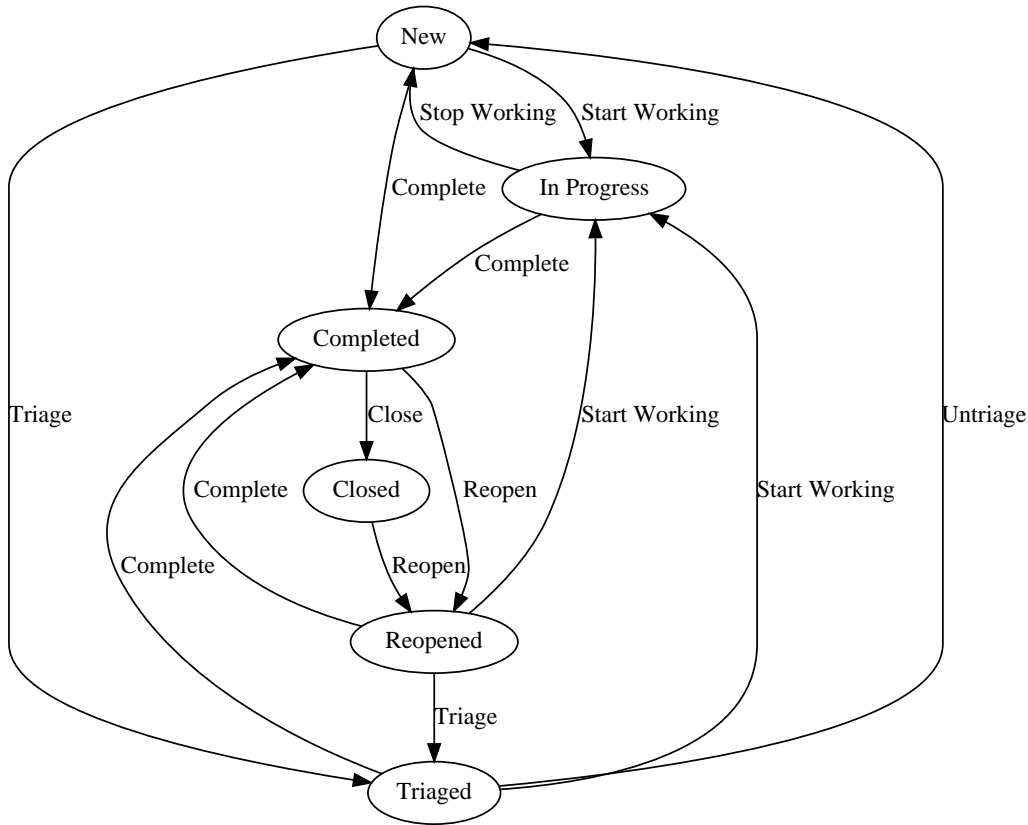 New
Stop Working
Start Working
Complete
In Progress
Complete
Completed
Triage
Close
Start Working
Untriage
Complete
Closed
Reopen
Start Working
Complete
Reopen
Reopened
Triage
Triaged